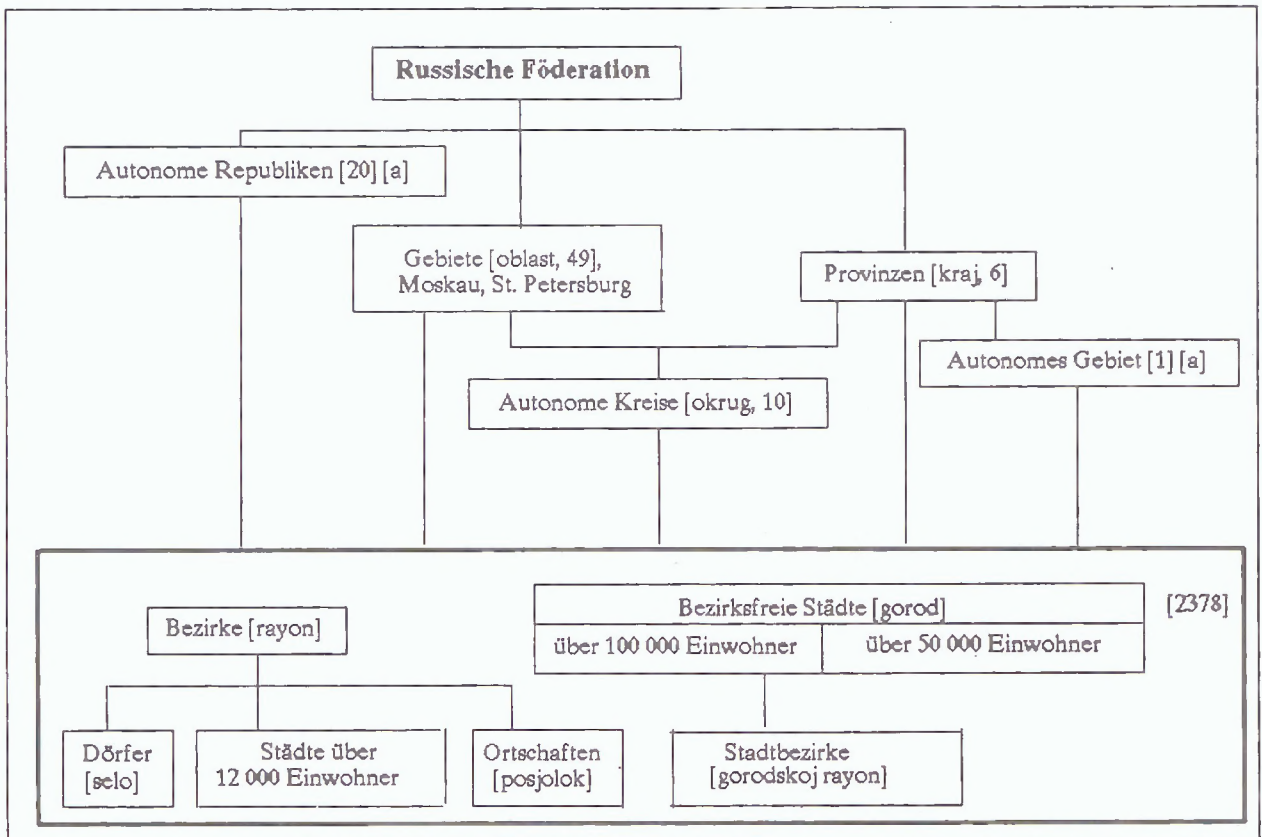 Russische Föderation
Autonome Republiken [20] [a]
Gebiete [oblast, 49],
Moskau, St. Petersburg
Provinzen [kraj, 6]
Autonomes Gebiet [1] [a]
Autonome Kreise [okrug, 10]
Bezirksfreie Städte [gorod]
[2378]
Bezirke [rayon]
über 100 000 Einwohner
über 50 000 Einwohner
Dörfer
[selo]
Städte über
12 000 Einwohner
Ortschaften
[posjolok]
Stadtbezirke
[gorodskoj rayon]